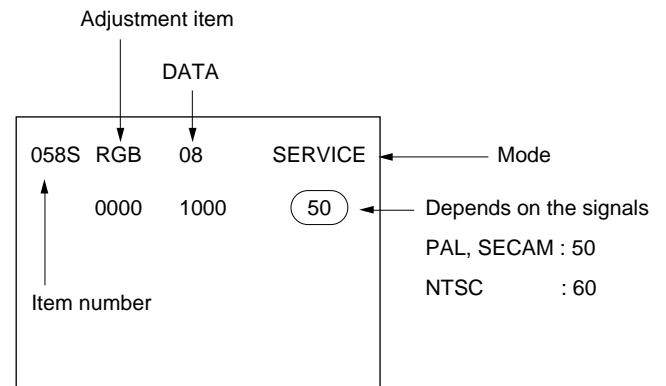 Adjustment item
DATA
058S RGB 08 SERVICE
Mode
0000 1000 50
Depends on the signals
PAL, SECAM : 50
NTSC : 60
Item number